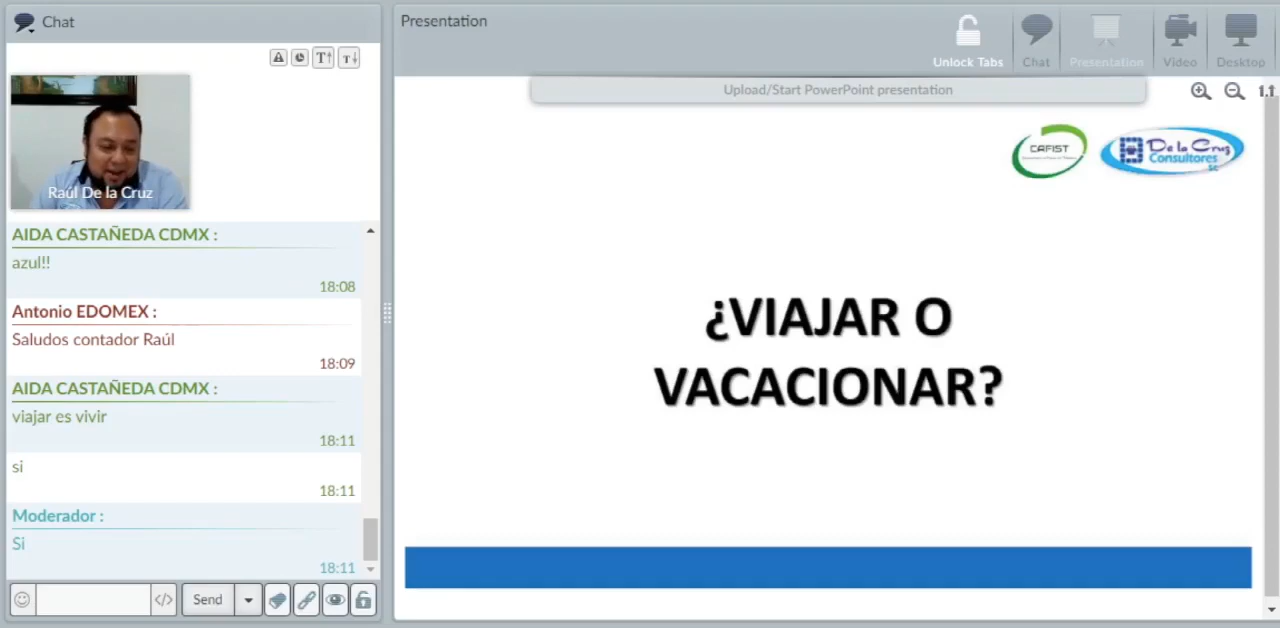 Chat
T↑
T↓
Raúl De la Cruz
AIDA CASTAÑEDA CDMX :
azul!!
18:08
Antonio EDOMEX :
Saludos contador Raúl
18:09
AIDA CASTAÑEDA CDMX :
viajar es vivir
18:11
si
18:11
Moderador :
Si
18:11
</>
Send
Presentation
Unlock Tabs
Chat
Presentation
Video
Desktop
Upload/Start PowerPoint presentation
1:1
CAFIST
De la Cruz
Consultores
S.C.
¿VIAJAR O
VACACIONAR?